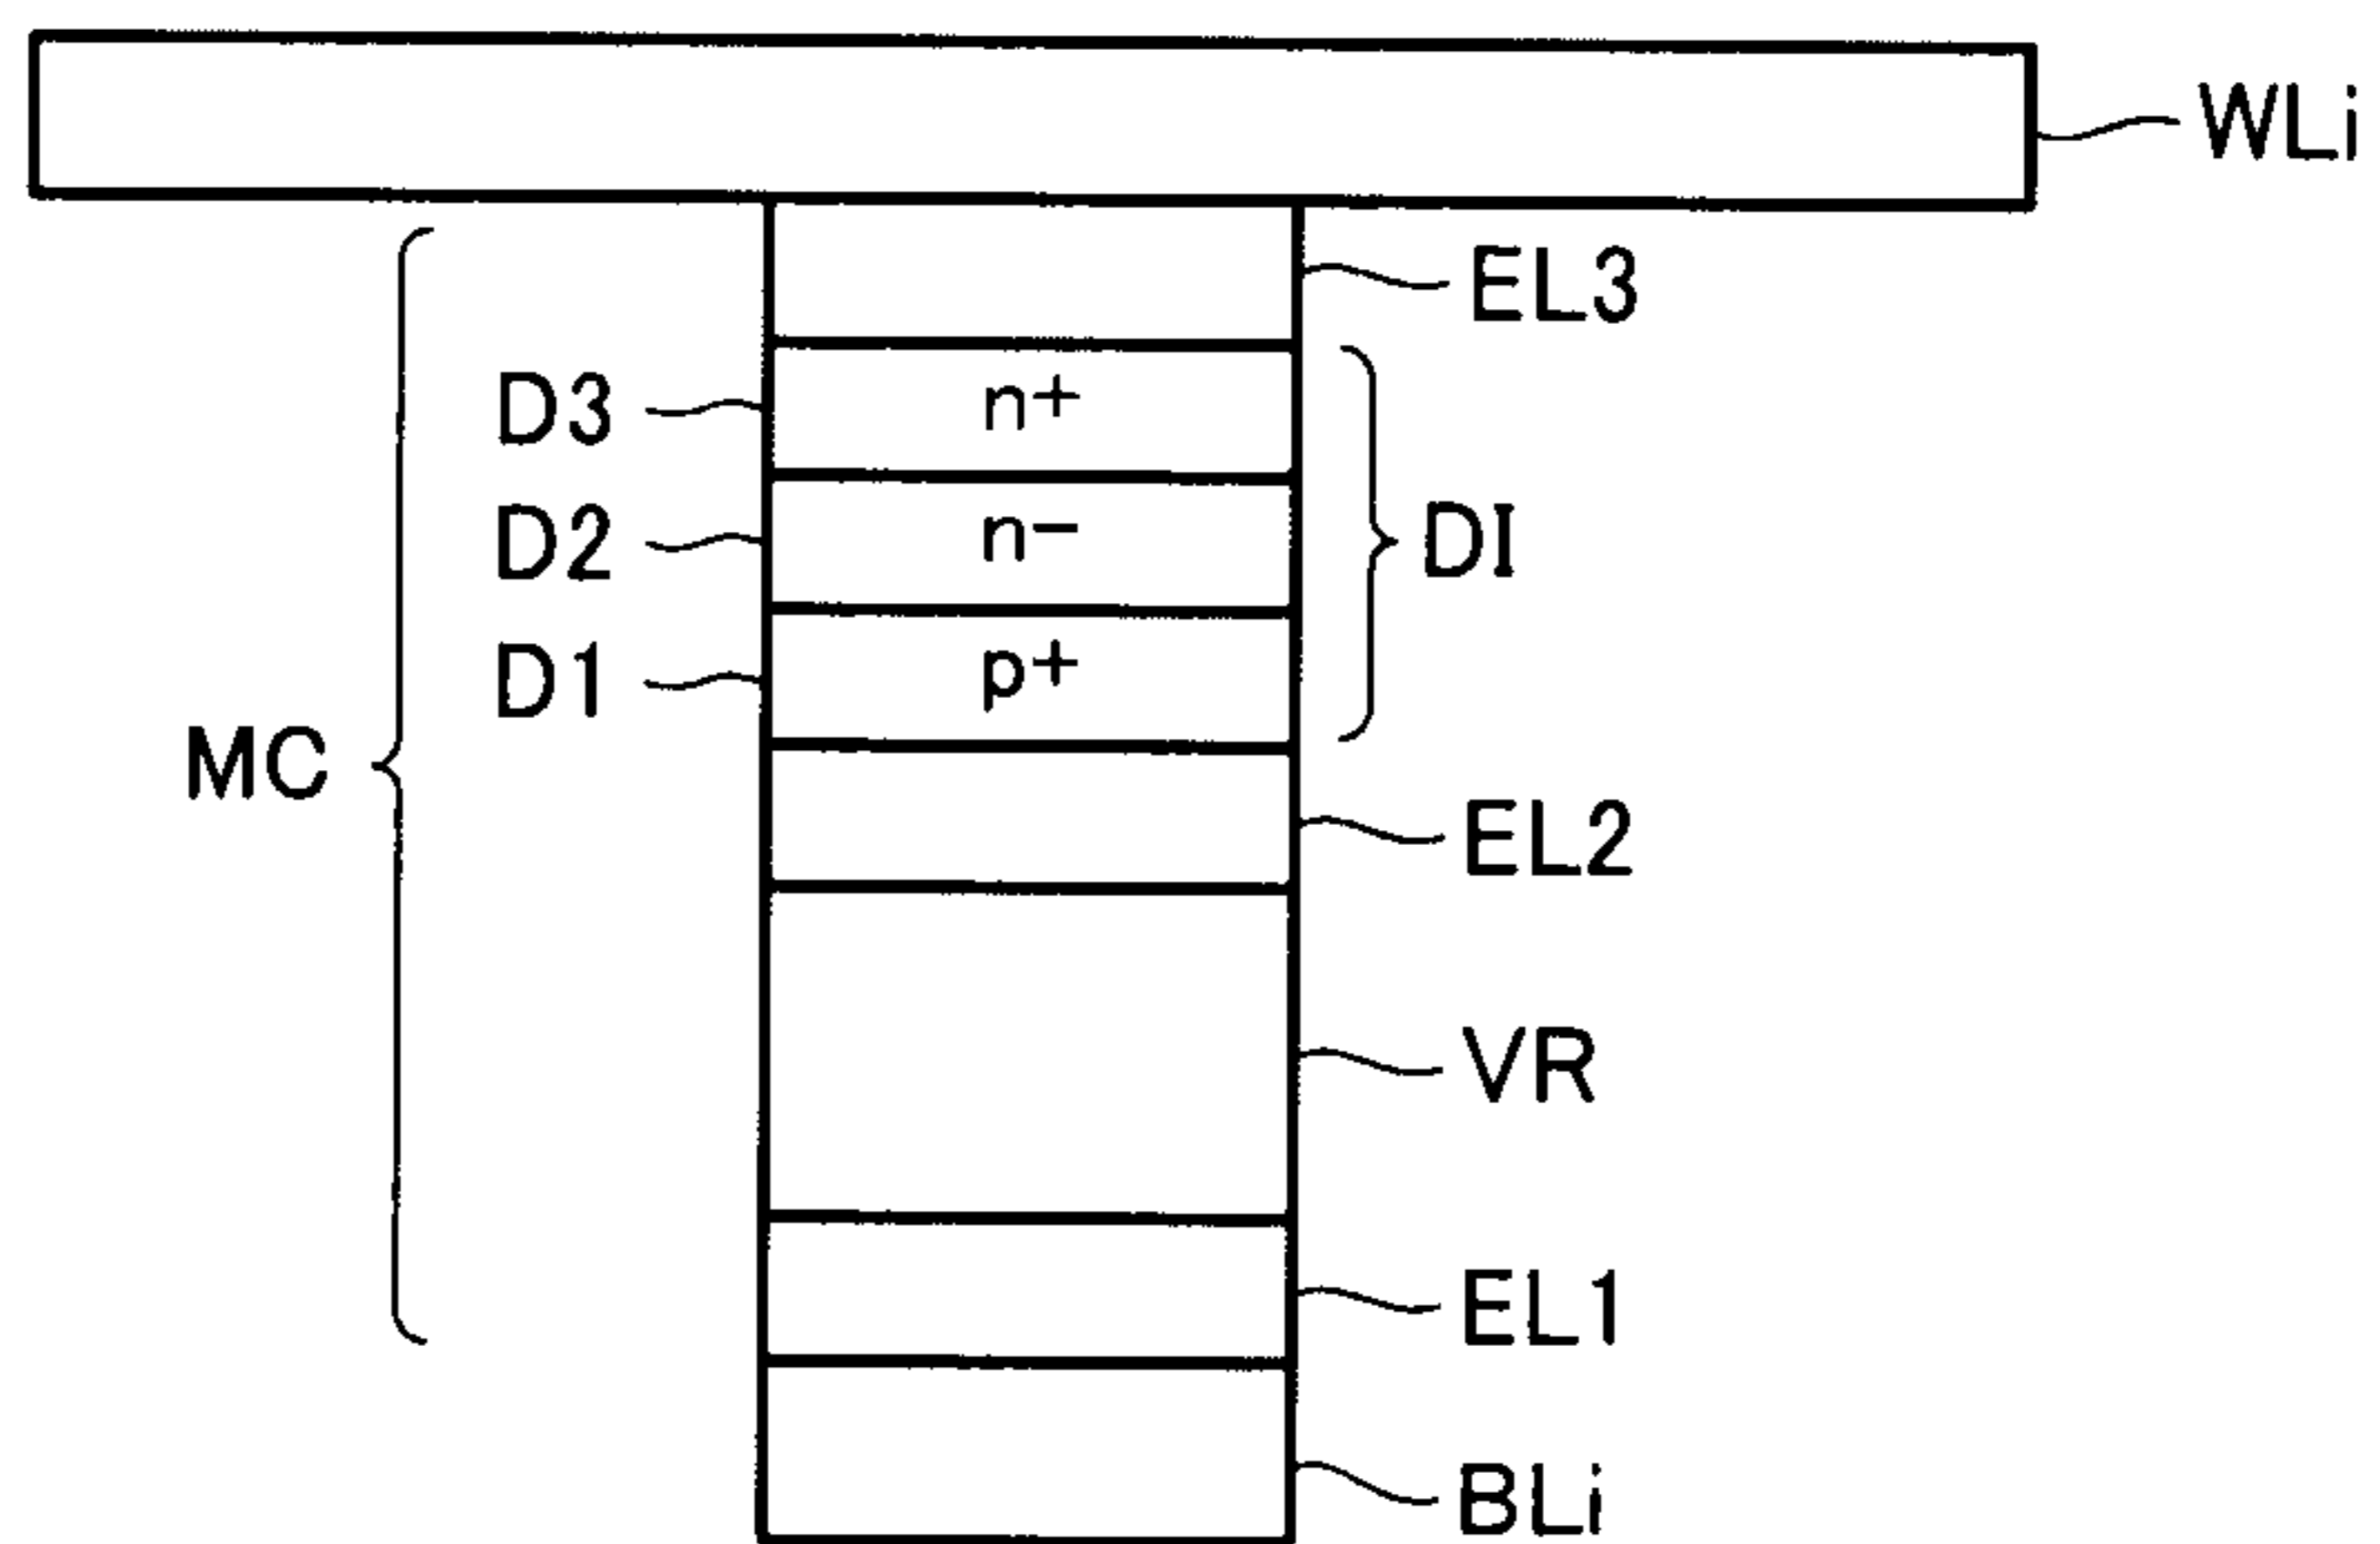 WLi
EL3
D3 n+
D2 n- DI
D1 p+
MC
EL2
VR
EL1
BLi